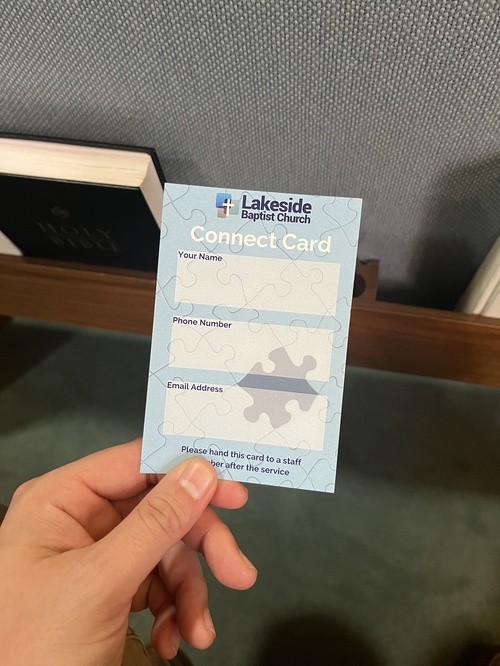 HOLY
BIBLE
Lakeside
Baptist Church
Connect Card
Your Name
Phone Number
Email Address
Please hand this card to a staff
ber after the service